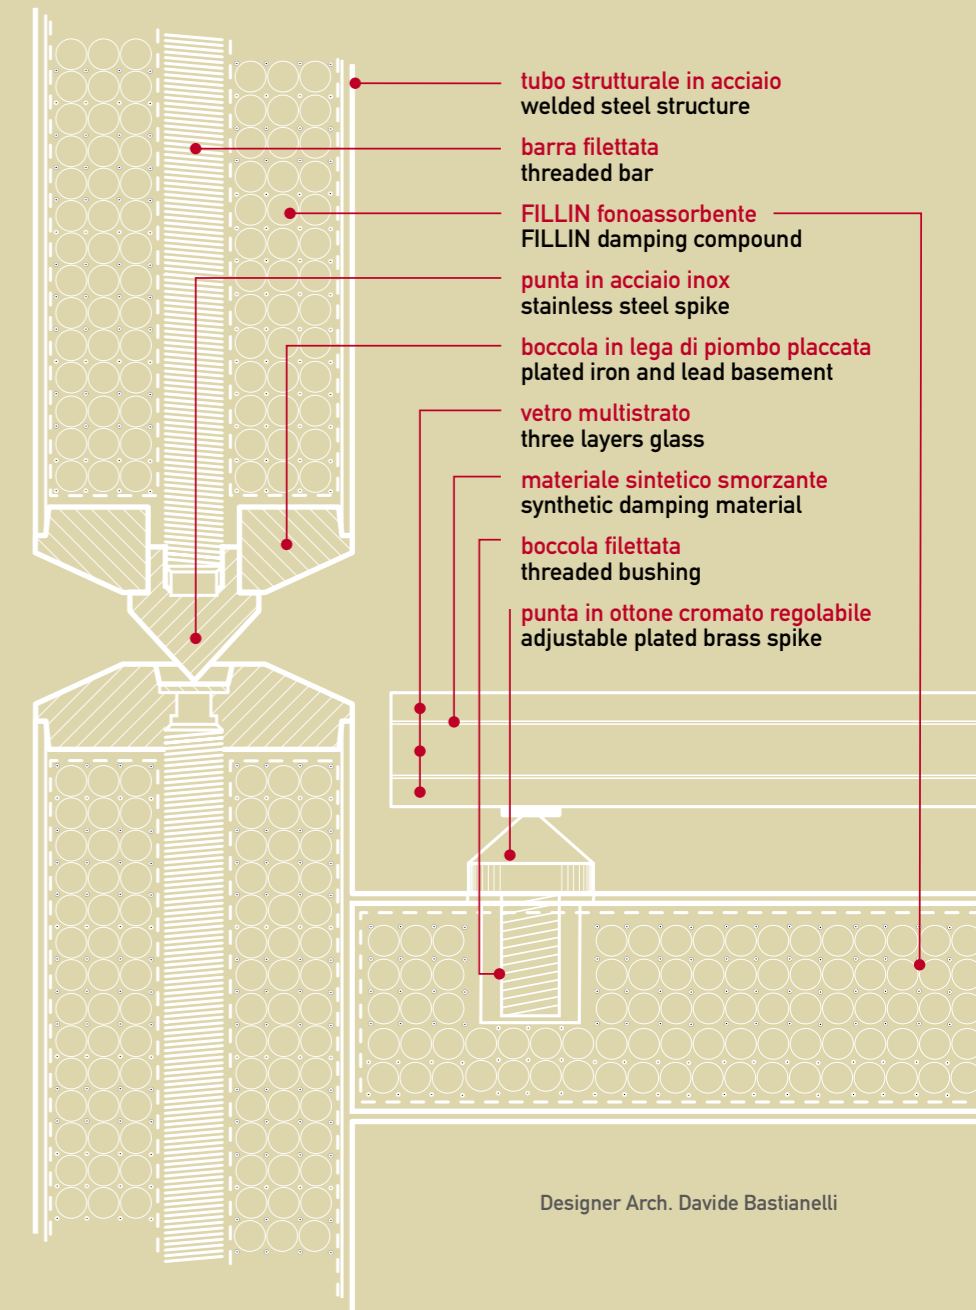 tubo strutturale in acciaio
welded steel structure
barra filettata
threaded bar
FILLIN fonoassorbente
FILLIN damping compound
punta in acciaio inox
stainless steel spike
boccola in lega di piombo placcata
plated iron and lead basement
vetro multistrato
three layers glass
materiale sintetico smorzante
synthetic damping material
boccola filettata
threaded bushing
punta in ottone cromato regolabile
adjustable plated brass spike
Designer Arch. Davide Bastianelli